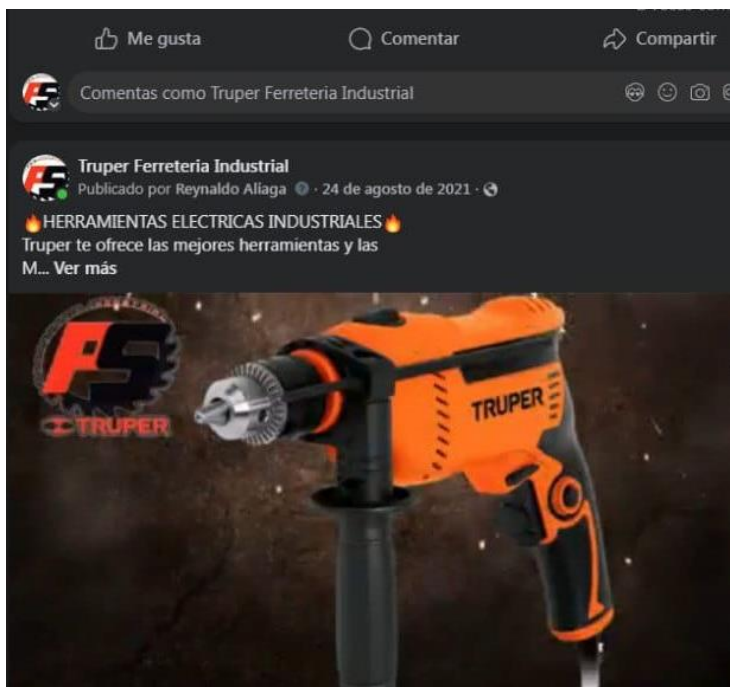 Me gusta
Comentar
Compartir
Comentas como Truper Ferreteria Industrial
Truper Ferreteria Industrial
Publicado por Reynaldo Aliaga · 24 de agosto de 2021 ·
🔥HERRAMIENTAS ELECTRICAS INDUSTRIALES🔥
Truper te ofrece las mejores herramientas y las
M... Ver más
FS
TRUPER
TRUPER